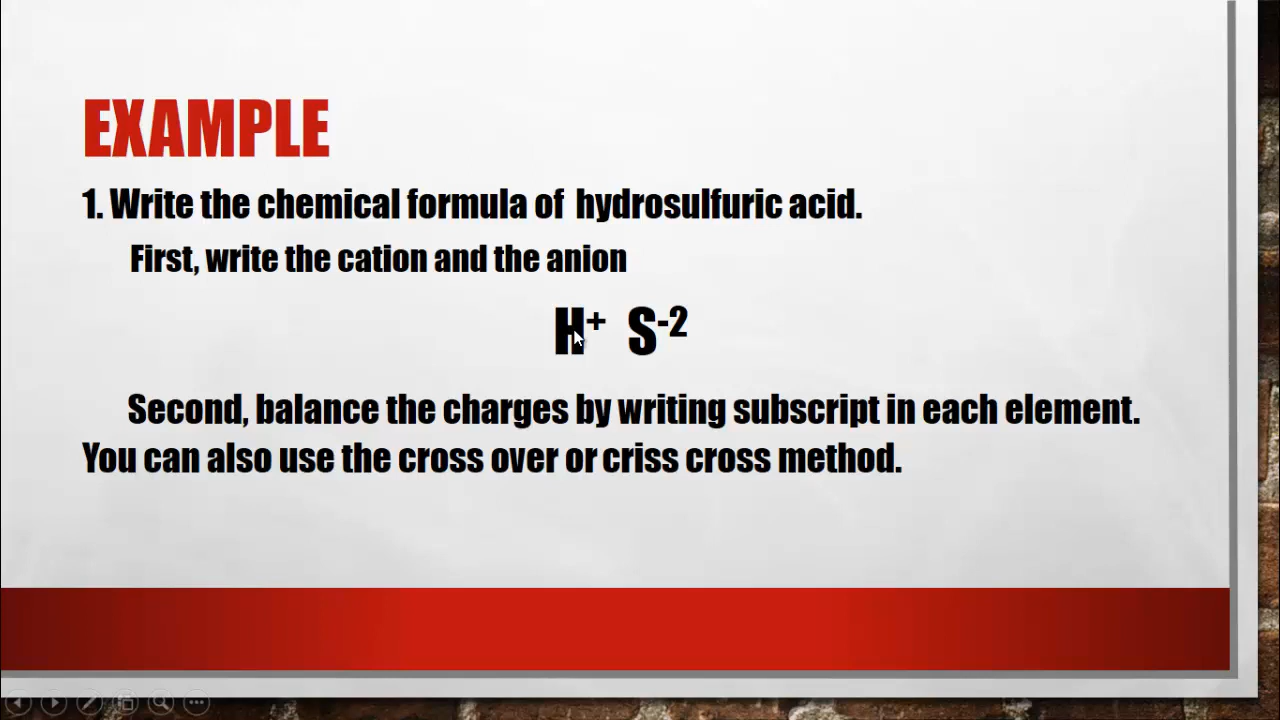 EXAMPLE
1. Write the chemical formula of hydrosulfuric acid.
First, write the cation and the anion
H⁺ S⁻²
Second, balance the charges by writing subscript in each element.
You can also use the cross over or criss cross method.